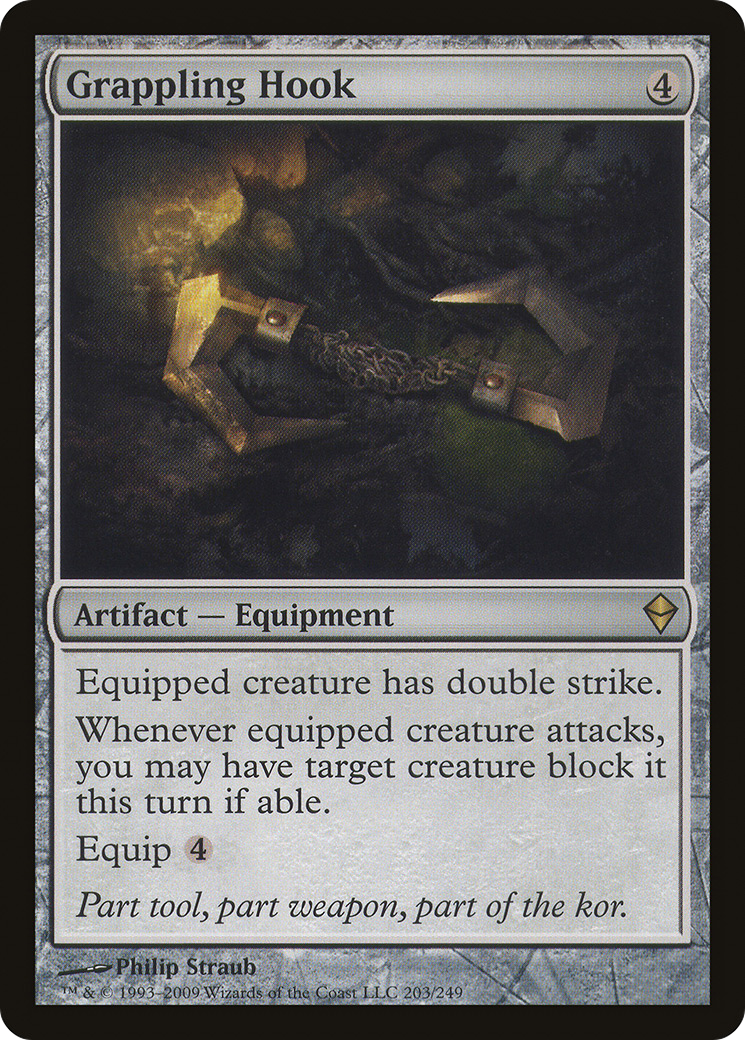 Grappling Hook 4
Artifact — Equipment
Equipped creature has double strike.
Whenever equipped creature attacks,
you may have target creature block it
this turn if able.
Equip 4
Part tool, part weapon, part of the kor.
Philip Straub
™ & © 1993–2009 Wizards of the Coast LLC 203/249